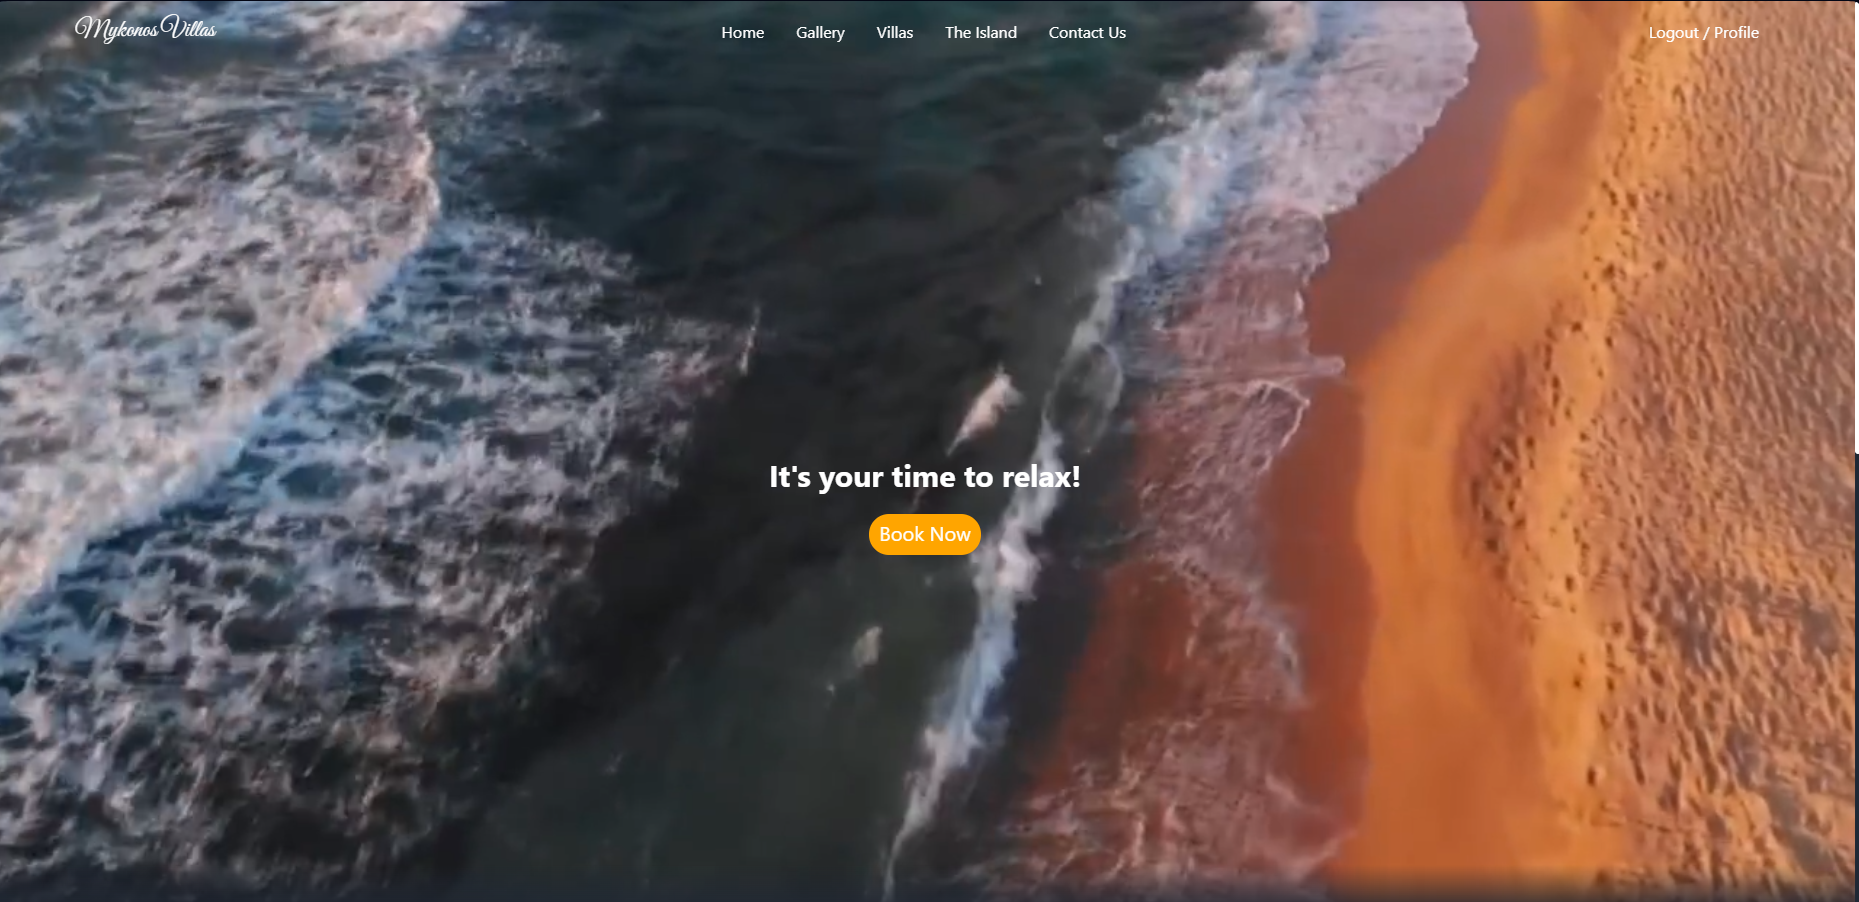 Mykonos Villas
Home Gallery Villas The Island Contact Us
Logout / Profile
It's your time to relax!
Book Now